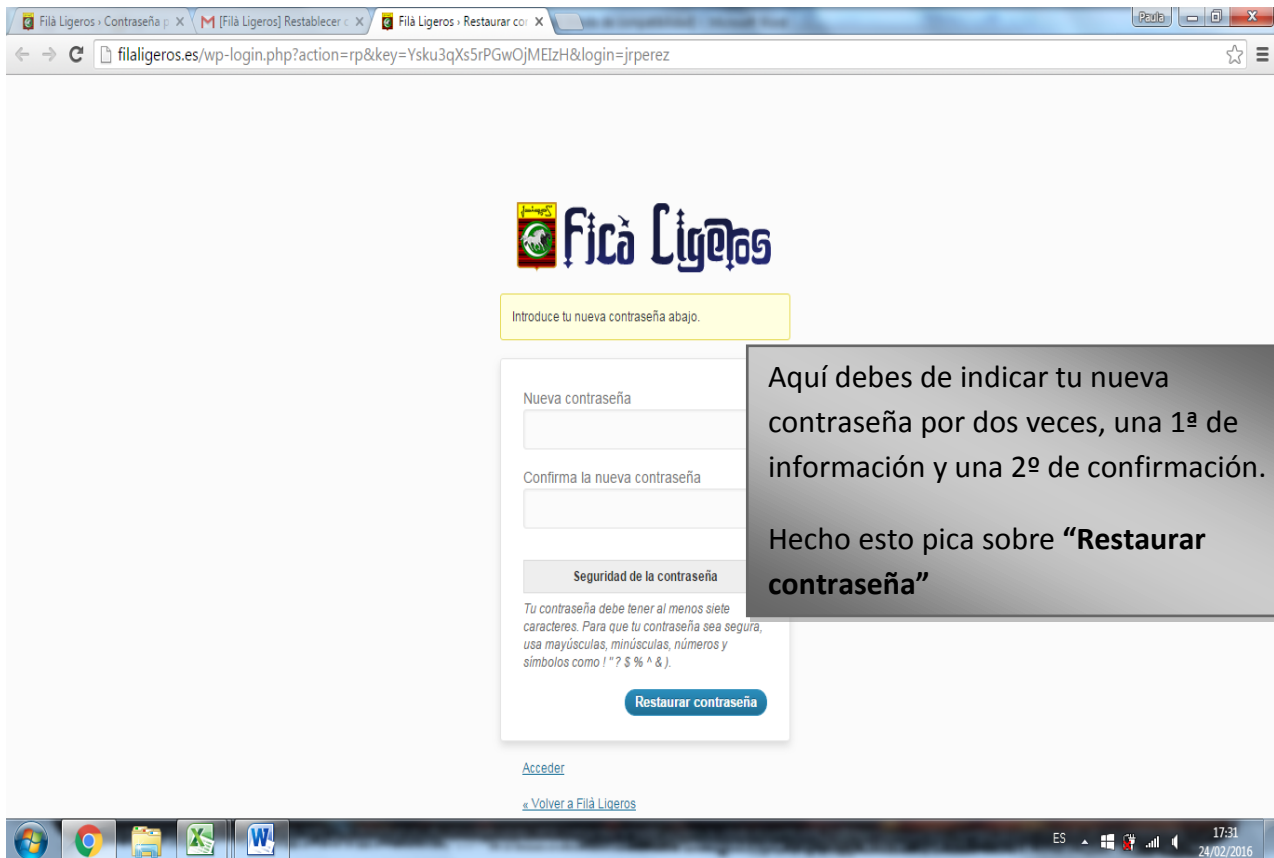 Filà Ligeros › Contraseña p
[Filà Ligeros] Restablecer c
Filà Ligeros › Restaurar con
Paula
filaligeros.es/wp-login.php?action=rp&key=Ysku3qXs5rPGwOjMEIzH&login=jrperez
Filà Ligeros
Introduce tu nueva contraseña abajo.
Nueva contraseña
Confirma la nueva contraseña
Seguridad de la contraseña
Tu contraseña debe tener al menos siete
caracteres. Para que tu contraseña sea segura,
usa mayúsculas, minúsculas, números y
símbolos como ! " ? $ % ^ & ).
Restaurar contraseña
Acceder
« Volver a Filà Ligeros
Aquí debes de indicar tu nueva
contraseña por dos veces, una 1ª de
información y una 2º de confirmación.
Hecho esto pica sobre “Restaurar
contraseña”
ES
17:31
24/02/2016